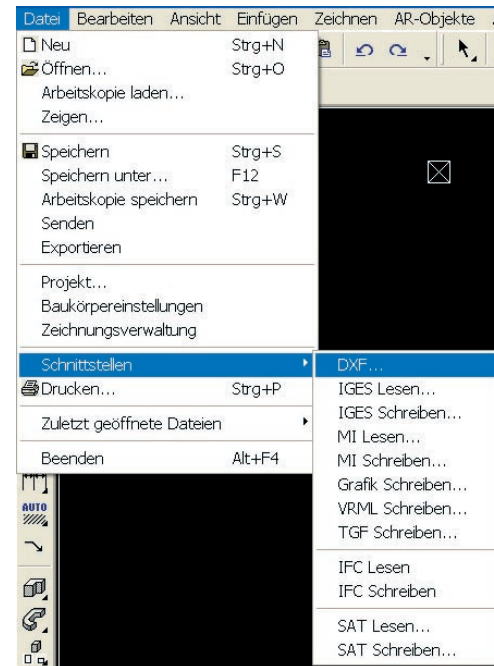 Datei Bearbeiten Ansicht Einfügen Zeichnen AR-Objekte
Neu Strg+N
Öffnen... Strg+O
Arbeitskopie laden...
Zeigen...
Speichern Strg+S
Speichern unter... F12
Arbeitskopie speichern Strg+W
Senden
Exportieren
Projekt...
Baukörpereinstellungen
Zeichnungsverwaltung
Schnittstellen
Drucken... Strg+P
Zuletzt geöffnete Dateien
Beenden Alt+F4
DXF...
IGES Lesen...
IGES Schreiben...
MI Lesen...
MI Schreiben...
Grafik Schreiben...
VRML Schreiben...
TGF Schreiben...
IFC Lesen
IFC Schreiben
SAT Lesen...
SAT Schreiben...
AUTO